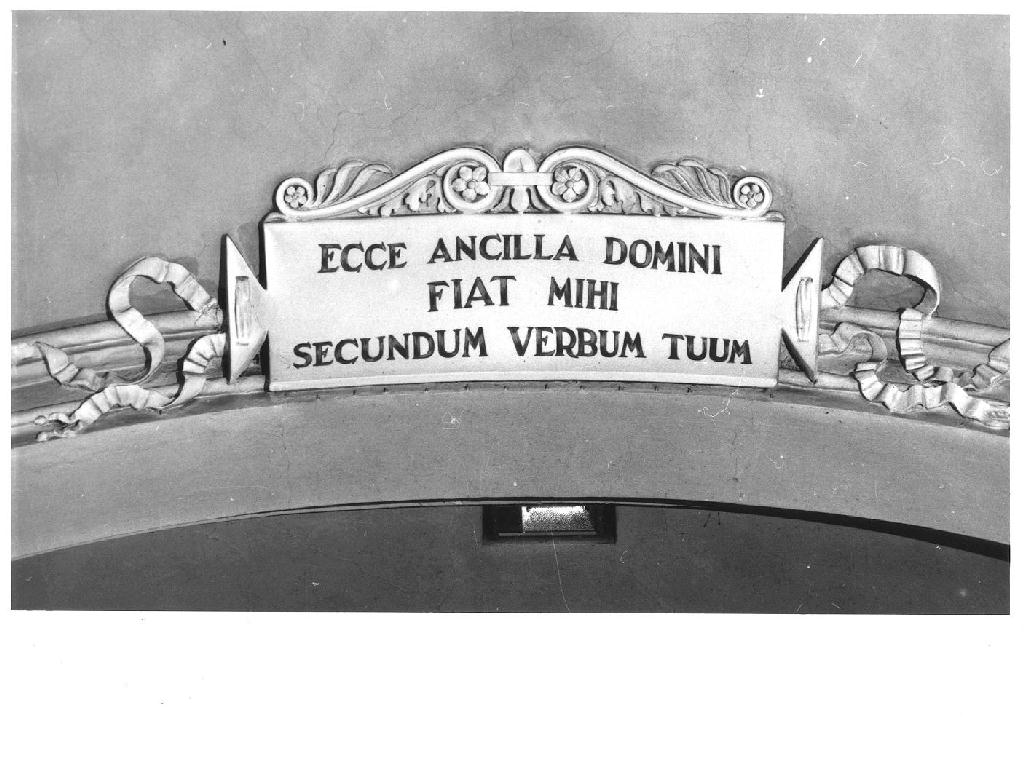 ECCE ANCILLA DOMINI
FIAT MIHI
SECUNDUM VERBUM TUUM